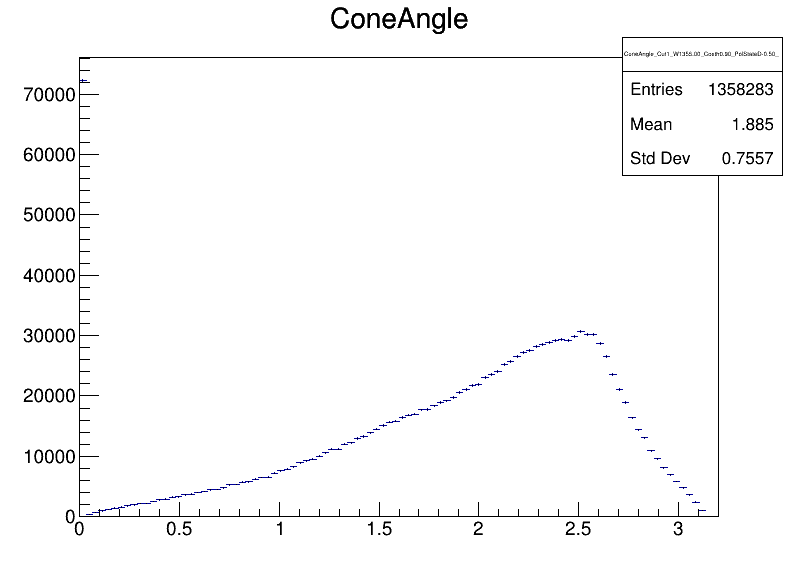 ConeAngle
ConeAngle_Cut1_W1355.00_Costh0.90_PolStateD-0.50_
Entries 1358283
Mean 1.885
Std Dev 0.7557
70000
60000
50000
40000
30000
20000
10000
0
0 0.5 1 1.5 2 2.5 3